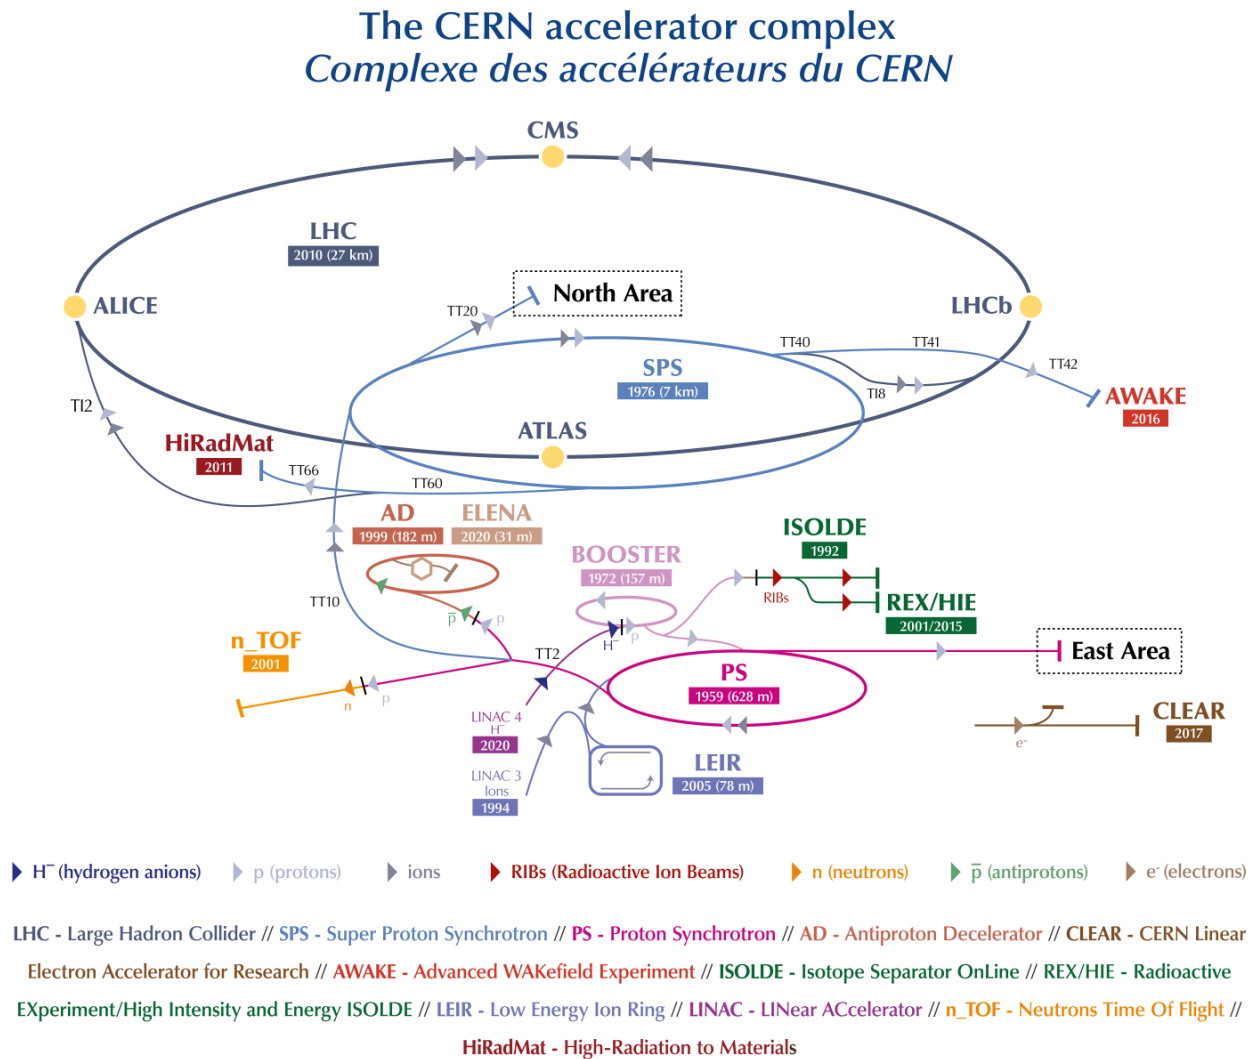 The CERN accelerator complex
Complexe des accélérateurs du CERN
CMS
LHC
2010 (27 km)
ALICE
TT20
North Area
LHCb
TT40
TT41
TT42
SPS
1976 (7 km)
TI8
AWAKE
2016
TI2
HiRadMat
2011
ATLAS
TT66
TT60
AD
1999 (182 m)
ELENA
2020 (31 m)
ISOLDE
1992
BOOSTER
1972 (157 m)
RIBs
REX/HIE
2001/2015
TT10
p̅
p
H⁻
p
n_TOF
2001
TT2
East Area
PS
1959 (628 m)
n
p
LINAC 4
H⁻
2020
CLEAR
2017
e⁻
LINAC 3
Ions
1994
LEIR
2005 (78 m)
H⁻ (hydrogen anions)
p (protons)
ions
RIBs (Radioactive Ion Beams)
n (neutrons)
p̅ (antiprotons)
e⁻ (electrons)
LHC - Large Hadron Collider // SPS - Super Proton Synchrotron // PS - Proton Synchrotron // AD - Antiproton Decelerator // CLEAR - CERN Linear
Electron Accelerator for Research // AWAKE - Advanced WAKefield Experiment // ISOLDE - Isotope Separator OnLine // REX/HIE - Radioactive
EXperiment/High Intensity and Energy ISOLDE // LEIR - Low Energy Ion Ring // LINAC - LINear ACcelerator // n_TOF - Neutrons Time Of Flight //
HiRadMat - High-Radiation to Materials